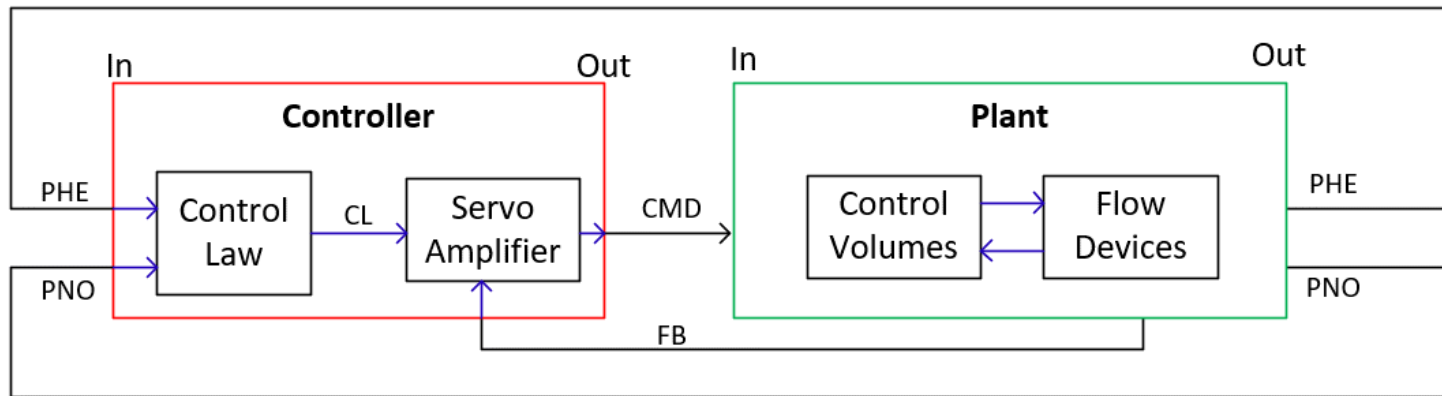 In
Out
In
Out
Controller
Plant
PHE
Control
Law
CL
Servo
Amplifier
CMD
Control
Volumes
Flow
Devices
PHE
PNO
PNO
FB